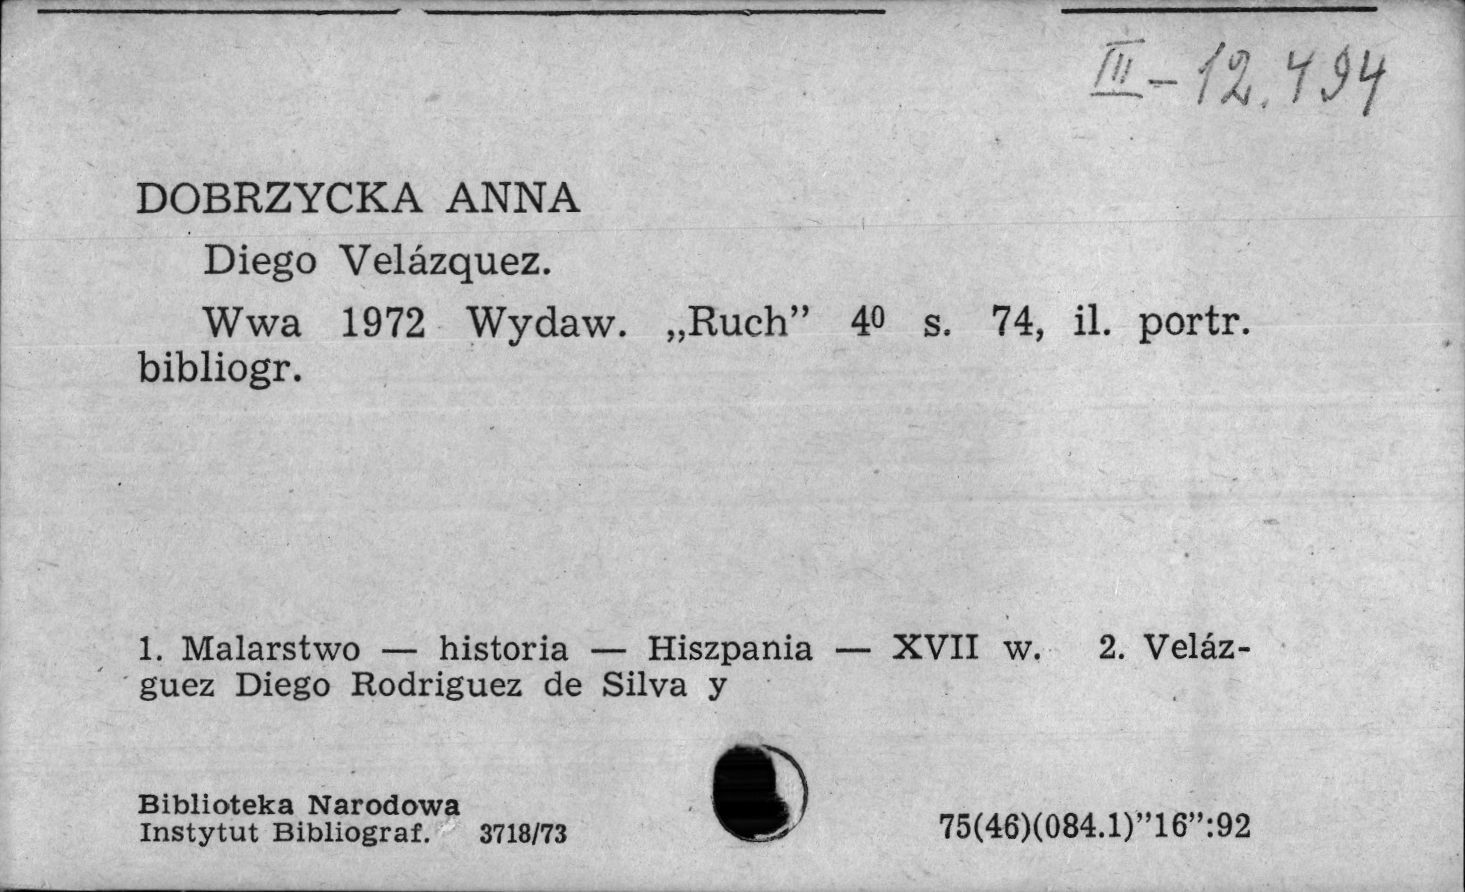 III - 12.494
DOBRZYCKA ANNA
Diego Velázquez.
Wwa 1972 Wydaw. „Ruch” 4⁰ s. 74, il. portr.
bibliogr.
1. Malarstwo — historia — Hiszpania — XVII w. 2. Veláz-
guez Diego Rodriguez de Silva y
Biblioteka Narodowa
Instytut Bibliograf. 3718/73
75(46)(084.1)”16”:92